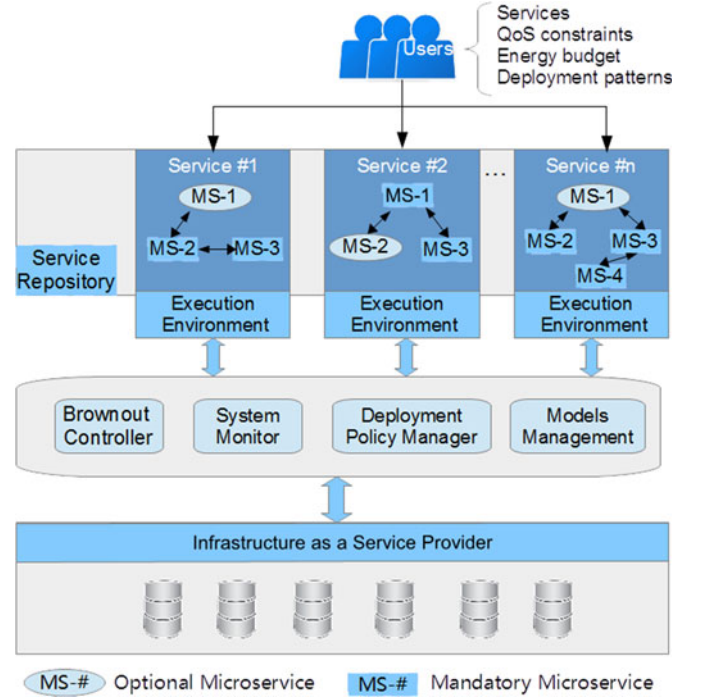 Services
QoS constraints
Energy budget
Deployment patterns
Users
Service #1
Service #2
...
Service #n
MS-1
MS-2
MS-3
MS-1
MS-2
MS-3
MS-1
MS-2
MS-3
MS-4
Service
Repository
Execution
Environment
Execution
Environment
Execution
Environment
Brownout
Controller
System
Monitor
Deployment
Policy Manager
Models
Management
Infrastructure as a Service Provider
MS-# Optional Microservice
MS-# Mandatory Microservice